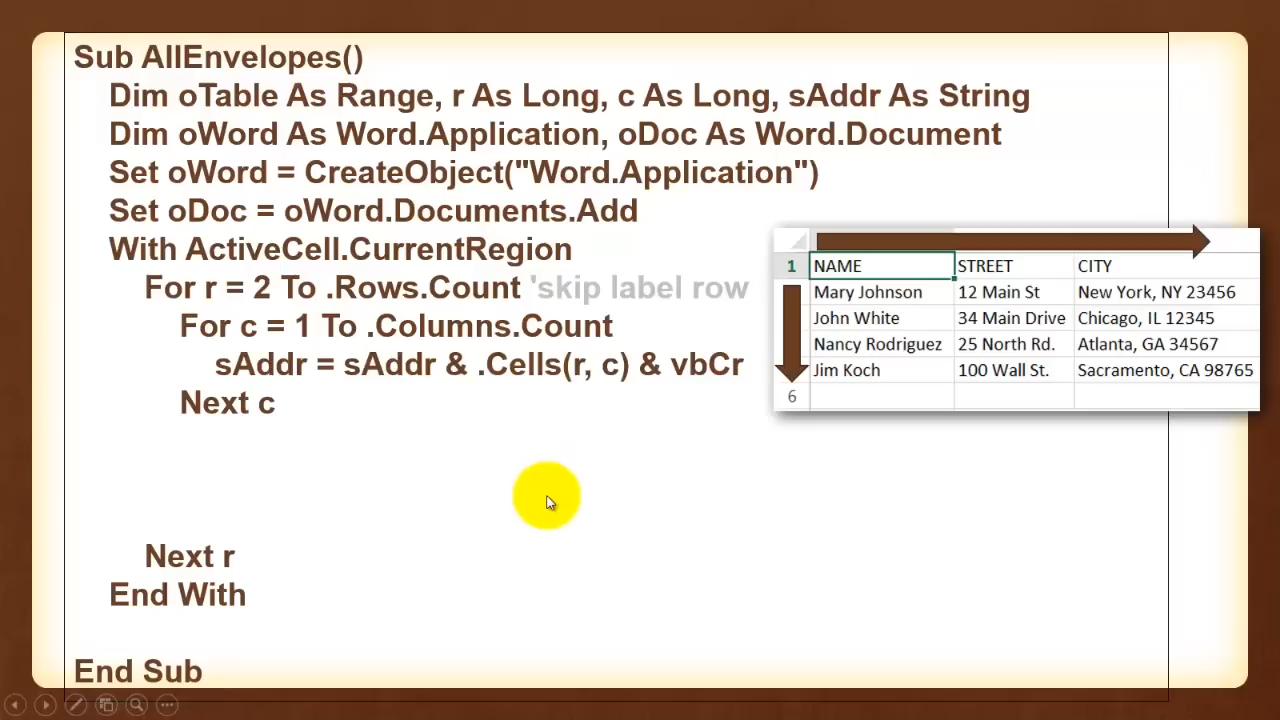 Sub AllEnvelopes()
Dim oTable As Range, r As Long, c As Long, sAddr As String
Dim oWord As Word.Application, oDoc As Word.Document
Set oWord = CreateObject("Word.Application")
Set oDoc = oWord.Documents.Add
With ActiveCell.CurrentRegion
For r = 2 To .Rows.Count 'skip label row
For c = 1 To .Columns.Count
sAddr = sAddr & .Cells(r, c) & vbCr
Next c
Next r
End With
End Sub
1 NAME STREET CITY
Mary Johnson 12 Main St New York, NY 23456
John White 34 Main Drive Chicago, IL 12345
Nancy Rodriguez 25 North Rd. Atlanta, GA 34567
Jim Koch 100 Wall St. Sacramento, CA 98765
6